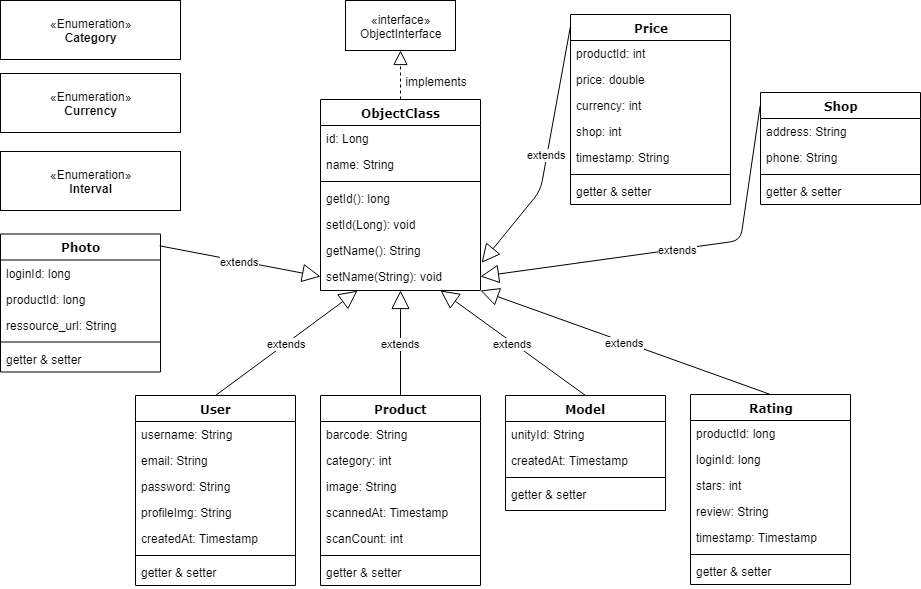 «Enumeration»
Category
«Enumeration»
Currency
«Enumeration»
Interval
«interface»
ObjectInterface
implements
ObjectClass
id: Long
name: String
getId(): long
setId(Long): void
getName(): String
setName(String): void
Price
productId: int
price: double
currency: int
shop: int
timestamp: String
getter & setter
extends
Shop
address: String
phone: String
getter & setter
extends
Photo
loginId: long
productId: long
ressource_url: String
getter & setter
extends
extends
extends
extends
extends
User
username: String
email: String
password: String
profileImg: String
createdAt: Timestamp
getter & setter
Product
barcode: String
category: int
image: String
scannedAt: Timestamp
scanCount: int
getter & setter
Model
unityId: String
createdAt: Timestamp
getter & setter
Rating
productId: long
loginId: long
stars: int
review: String
timestamp: Timestamp
getter & setter